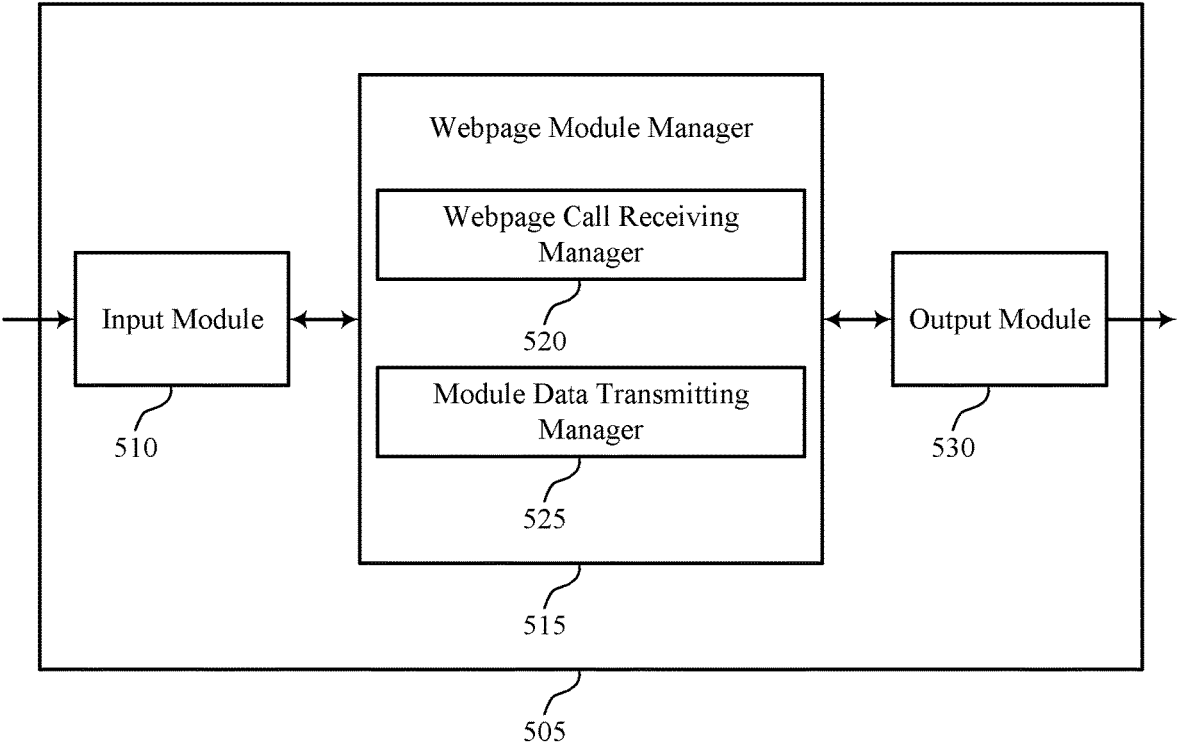 Webpage Module Manager
Webpage Call Receiving
Manager
520
Input Module
510
Output Module
530
Module Data Transmitting
Manager
525
515
505